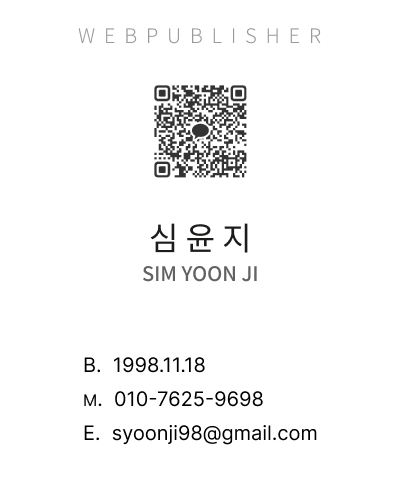 WEBPUBLISHER
심윤지
SIM YOON JI
B. 1998.11.18
M. 010-7625-9698
E. syoonji98@gmail.com